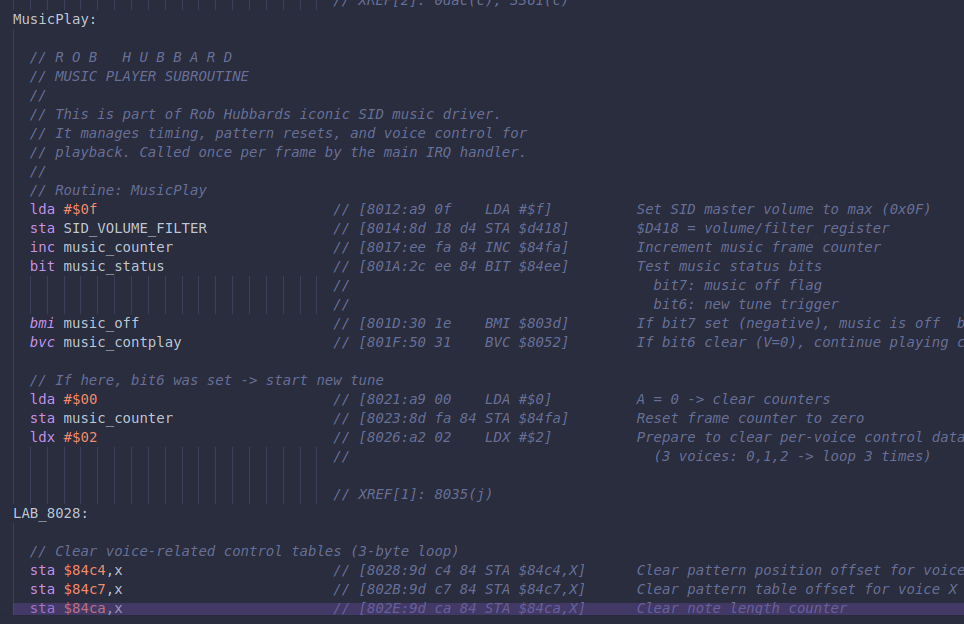 // XREF[2]: 0dac(c), 3361(c)
MusicPlay:
// R O B   H U B B A R D
// MUSIC PLAYER SUBROUTINE
//
// This is part of Rob Hubbards iconic SID music driver.
// It manages timing, pattern resets, and voice control for
// playback. Called once per frame by the main IRQ handler.
//
// Routine: MusicPlay
lda #$0f // [8012:a9 0f    LDA #$f] Set SID master volume to max (0x0F)
sta SID_VOLUME_FILTER // [8014:8d 18 d4 STA $d418] $D418 = volume/filter register
inc music_counter // [8017:ee fa 84 INC $84fa] Increment music frame counter
bit music_status // [801A:2c ee 84 BIT $84ee] Test music status bits
// bit7: music off flag
// bit6: new tune trigger
bmi music_off // [801D:30 1e    BMI $803d] If bit7 set (negative), music is off b
bvc music_contplay // [801F:50 31    BVC $8052] If bit6 clear (V=0), continue playing c
// If here, bit6 was set -> start new tune
lda #$00 // [8021:a9 00    LDA #$0] A = 0 -> clear counters
sta music_counter // [8023:8d fa 84 STA $84fa] Reset frame counter to zero
ldx #$02 // [8026:a2 02    LDX #$2] Prepare to clear per-voice control data
// (3 voices: 0,1,2 -> loop 3 times)
// XREF[1]: 8035(j)
LAB_8028:
// Clear voice-related control tables (3-byte loop)
sta $84c4,x // [8028:9d c4 84 STA $84c4,X] Clear pattern position offset for voice
sta $84c7,x // [802B:9d c7 84 STA $84c7,X] Clear pattern table offset for voice X
sta $84ca,x // [802E:9d ca 84 STA $84ca,X] Clear note length counter